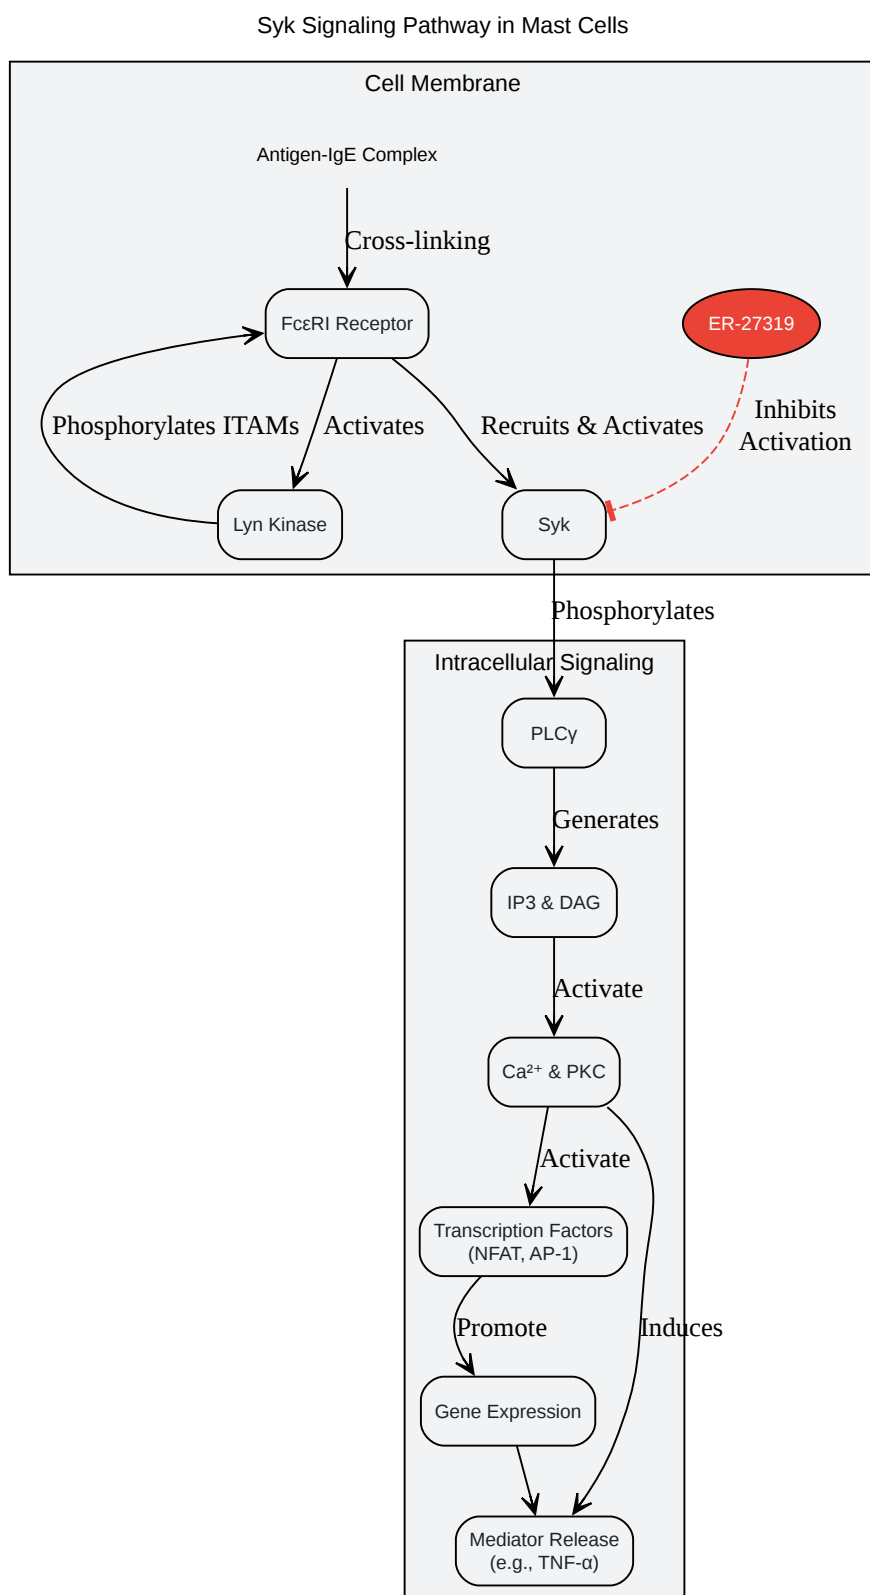 Syk Signaling Pathway in Mast Cells
Cell Membrane
Antigen-IgE Complex
Cross-linking
FcεRI Receptor
ER-27319
Phosphorylates ITAMs
Activates
Recruits & Activates
Inhibits
Activation
Lyn Kinase
Syk
Phosphorylates
Intracellular Signaling
PLCγ
Generates
IP3 & DAG
Activate
Ca²⁺ & PKC
Activate
Transcription Factors
(NFAT, AP-1)
Promote
Induces
Gene Expression
Mediator Release
(e.g., TNF-α)